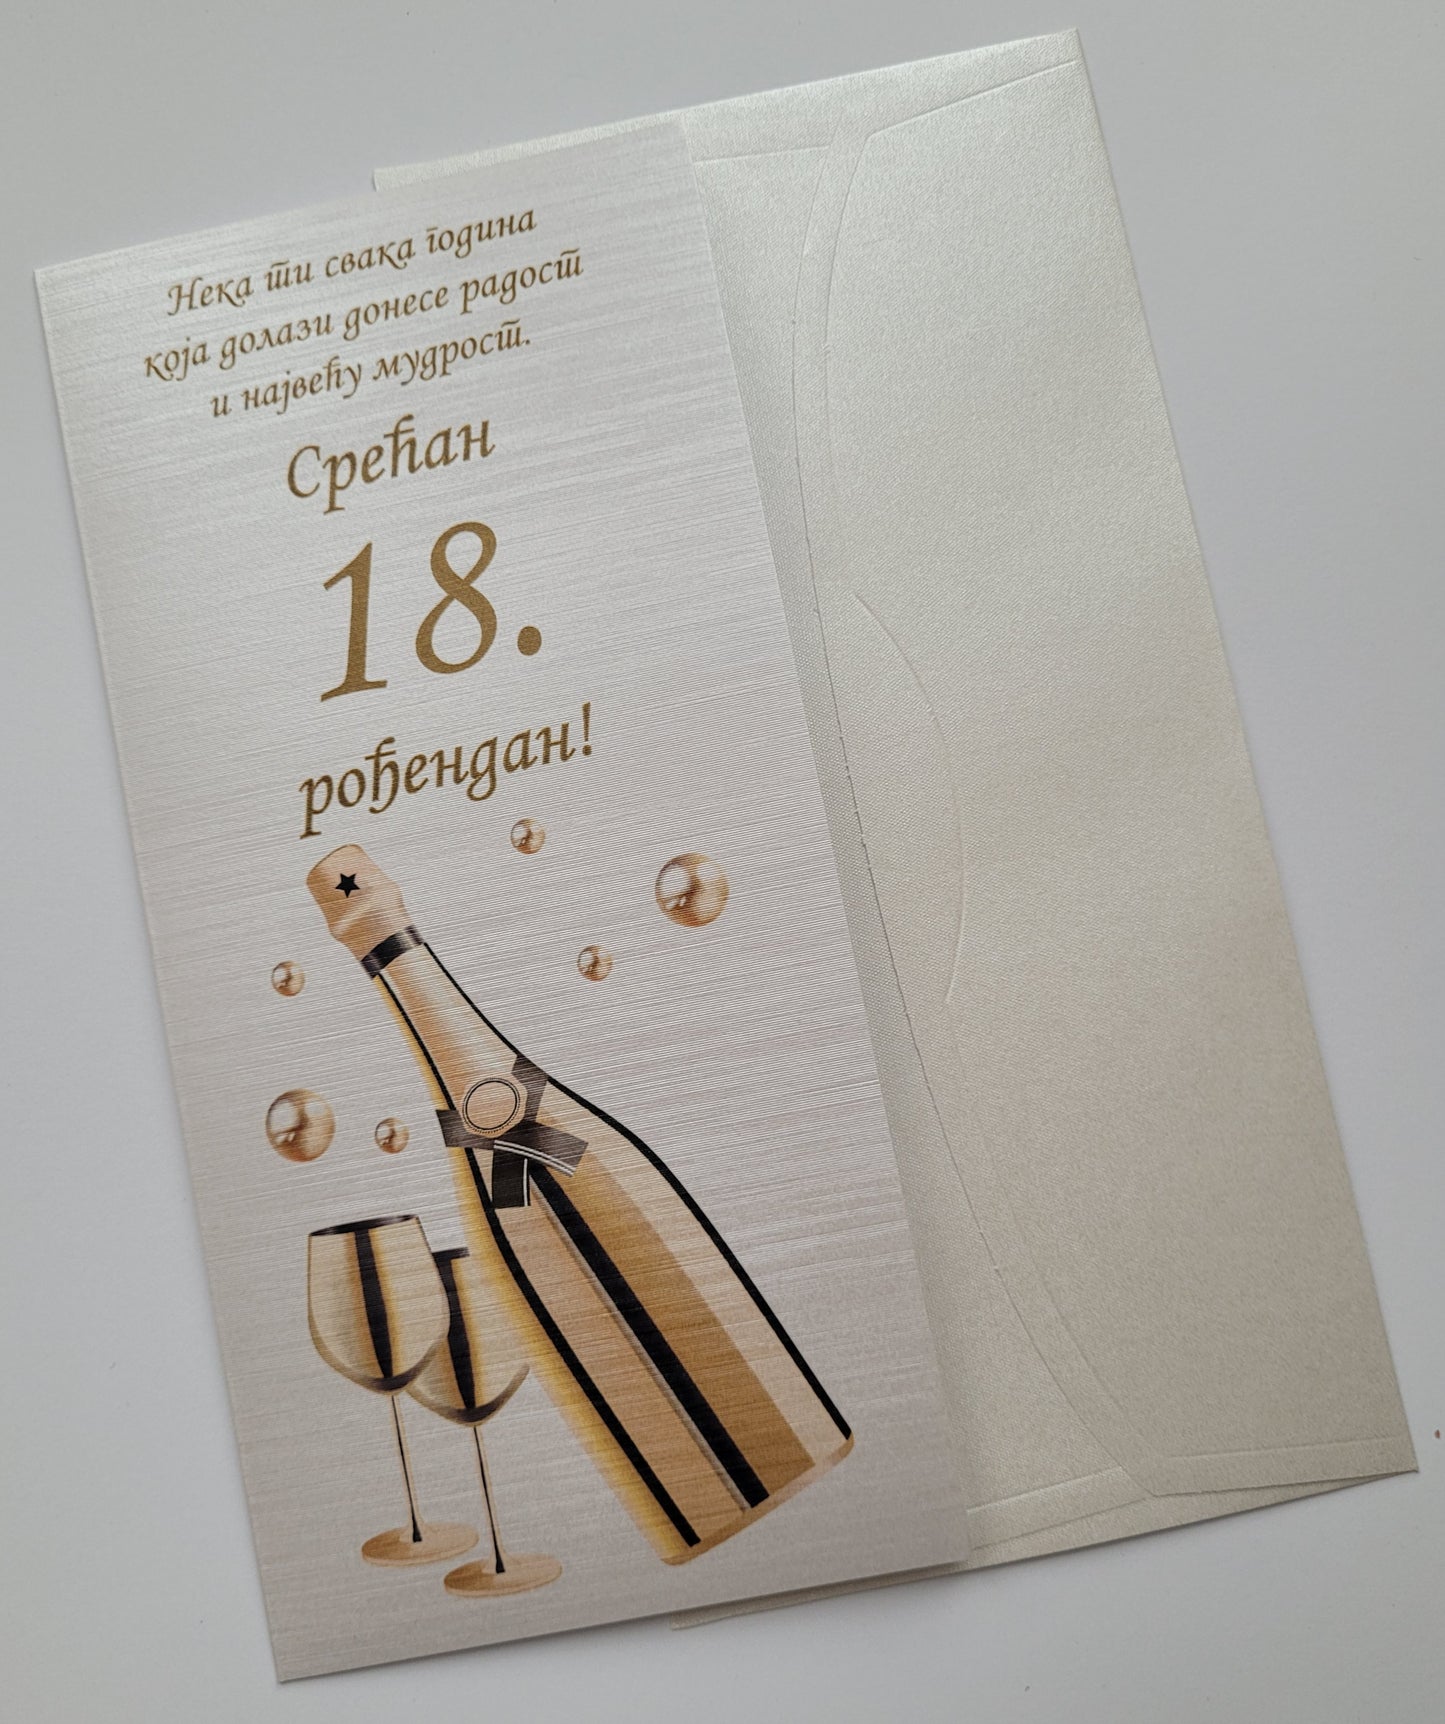 Нека ти свака година
која долази донесе радост
и највећу мудрост.
Срећан
18.
рођендан!